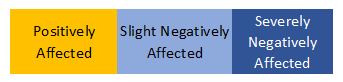 Positively
Affected
Slight Negatively
Affected
Severely
Negatively
Affected